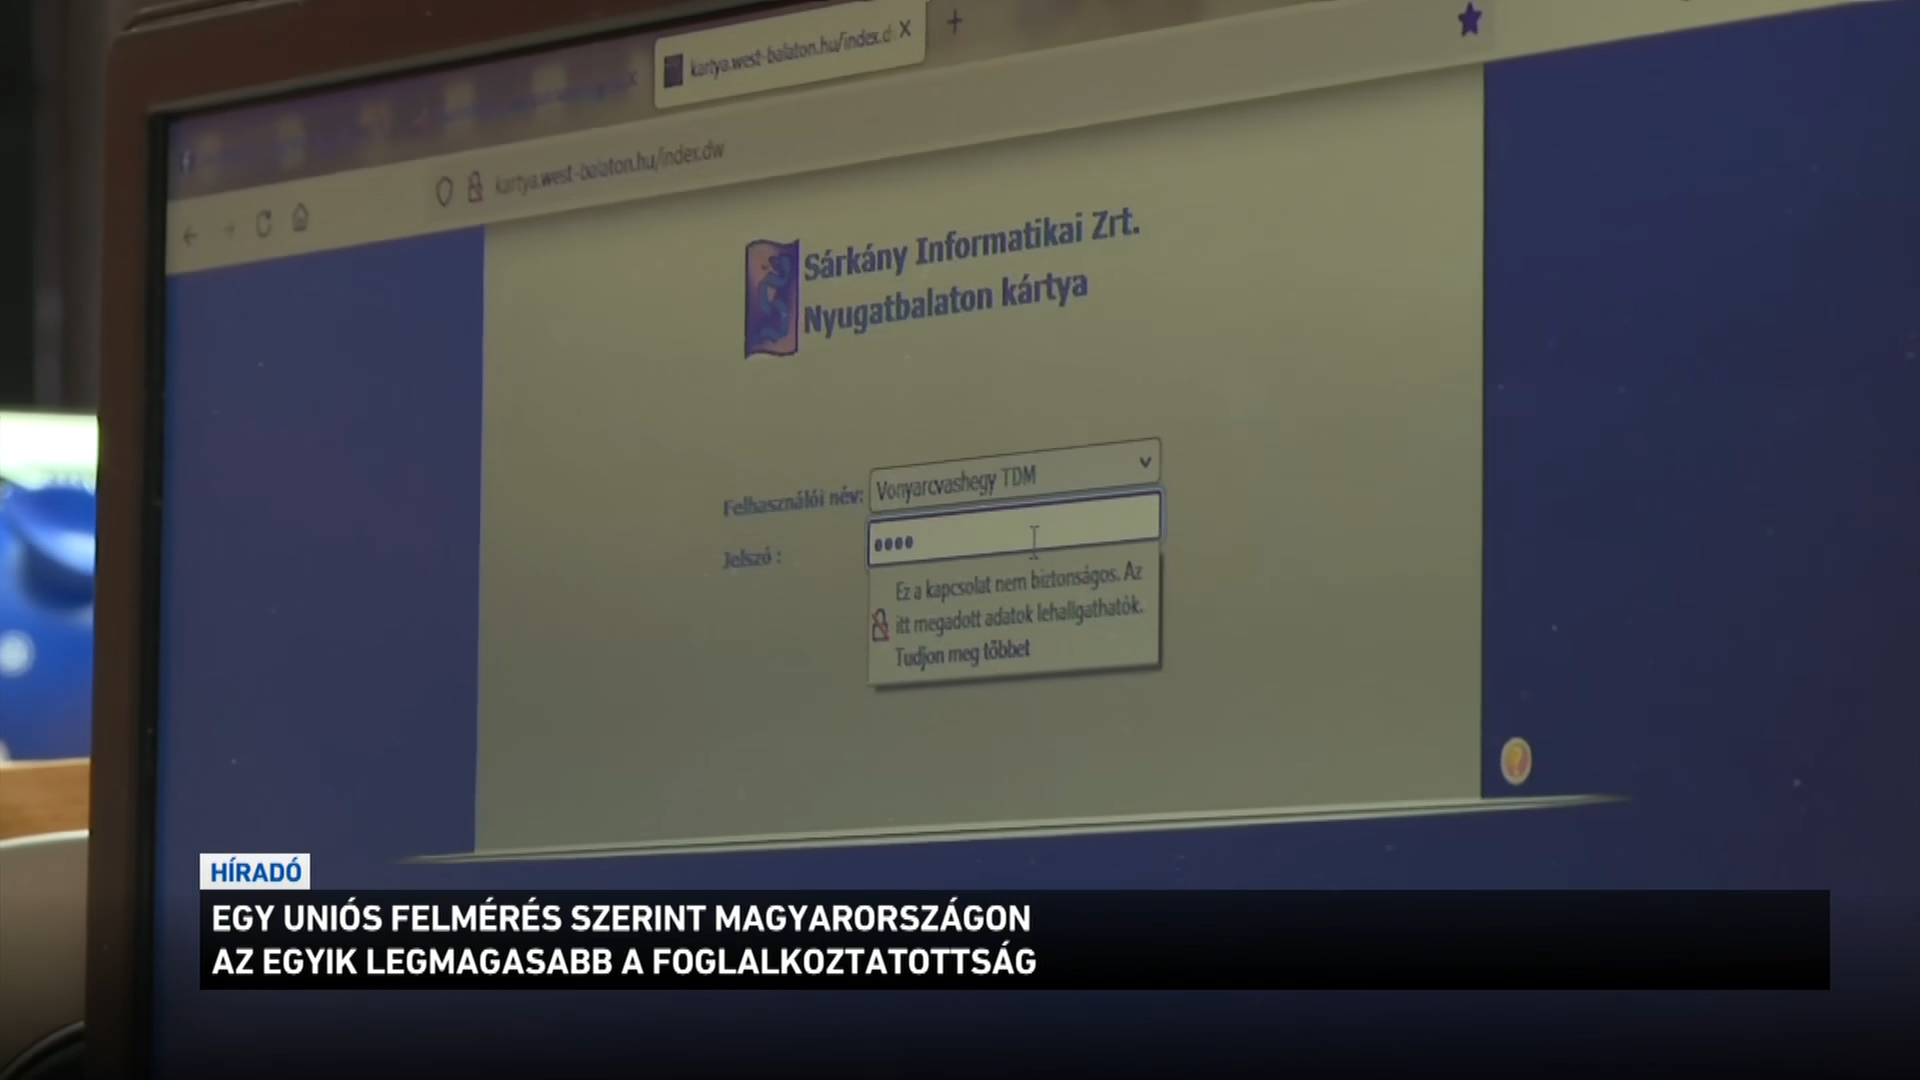 kartya.west-balaton.hu/index.d
kartya.west-balaton.hu/index.dw
Sárkány Informatikai Zrt.
Nyugatbalaton kártya
Felhasználói név:
Vonyarcvashegy TDM
Jelszó :
Ez a kapcsolat nem biztonságos. Az
itt megadott adatok lehallgathatók.
Tudjon meg többet
HÍRADÓ
EGY UNIÓS FELMÉRÉS SZERINT MAGYARORSZÁGON
AZ EGYIK LEGMAGASABB A FOGLALKOZTATOTTSÁG